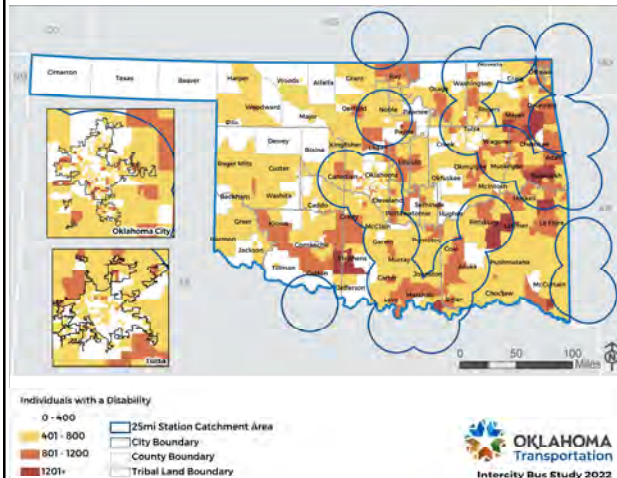 Cimarron
Texas
Beaver
Harper
Woods
Alfalfa
Grant
Kay
Osage
Washington
Craig
Ottawa
Woodward
Major
Garfield
Noble
Pawnee
Rogers
Mayes
Delaware
Ellis
Payne
Tulsa
Dewey
Blaine
Kingfisher
Logan
Creek
Wagoner
Cherokee
Adair
Roger Mills
Custer
Canadian
Oklahoma
Lincoln
Okmulgee
Muskogee
Okfuskee
McIntosh
Sequoyah
Beckham
Washita
Caddo
Cleveland
Seminole
Pottawatomie
Hughes
Haskell
Greer
Kiowa
Grady
McClain
Pittsburg
Latimer
Le Flore
Harmon
Jackson
Comanche
Garvin
Pontotoc
Coal
Tillman
Cotton
Stephens
Murray
Johnston
Atoka
Pushmataha
Jefferson
Carter
McCurtain
Love
Marshall
Choctaw
Oklahoma City
Tulsa
0 50 100
Miles
N
Individuals with a Disability
0 - 400
401 - 800
801 - 1200
1201+
25mi Station Catchment Area
City Boundary
County Boundary
Tribal Land Boundary
OKLAHOMA
Transportation
Intercity Bus Study 2022